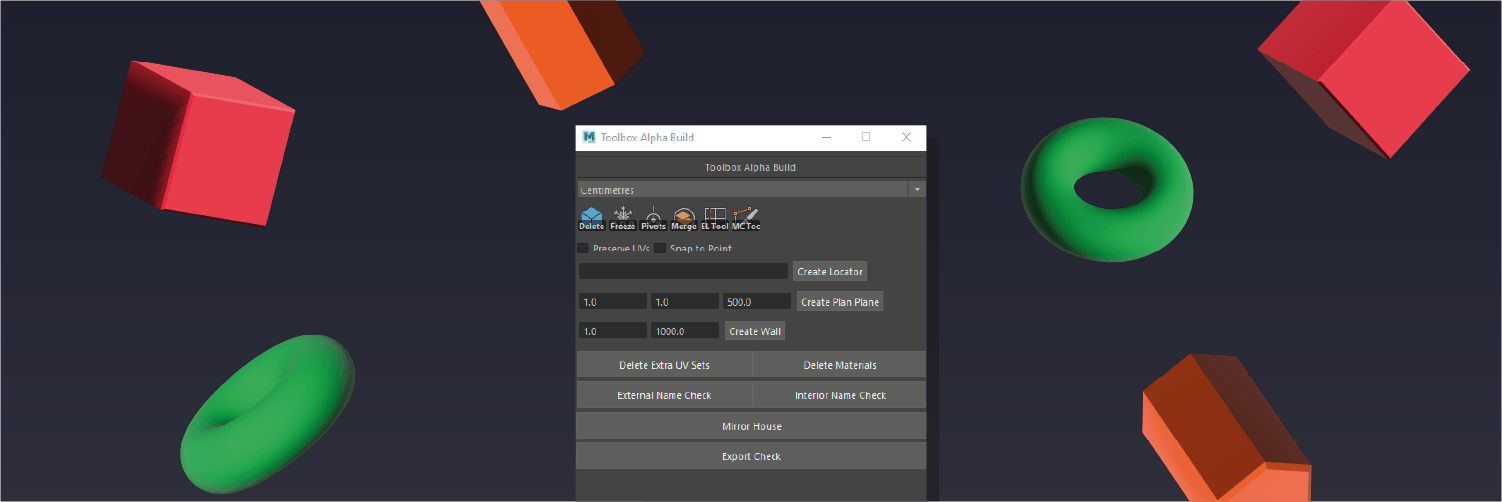 Toolbox Alpha Build
Toolbox Alpha Build
Centimetres
Delete Freeze Pivots Merge EL Tool MC Toc
Preserve UVs Snap to Point
Create Locator
1.0 1.0 500.0 Create Plan Plane
1.0 1000.0 Create Wall
Delete Extra UV Sets Delete Materials
External Name Check Interior Name Check
Mirror House
Export Check